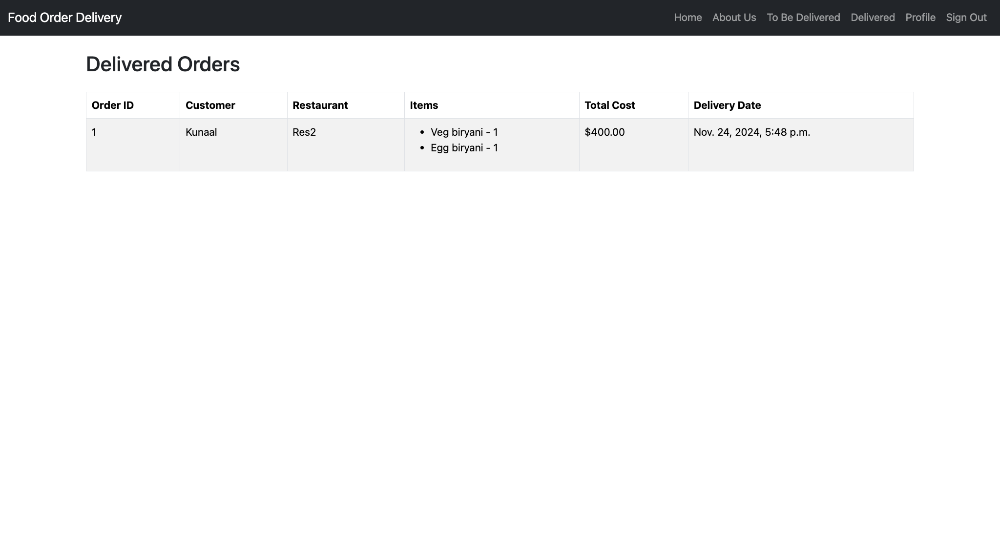 Food Order Delivery Home About Us To Be Delivered Delivered Profile Sign Out
Delivered Orders
Order ID Customer Restaurant Items Total Cost Delivery Date
1 Kunaal Res2 • Veg biryani - 1 $400.00 Nov. 24, 2024, 5:48 p.m.
• Egg biryani - 1